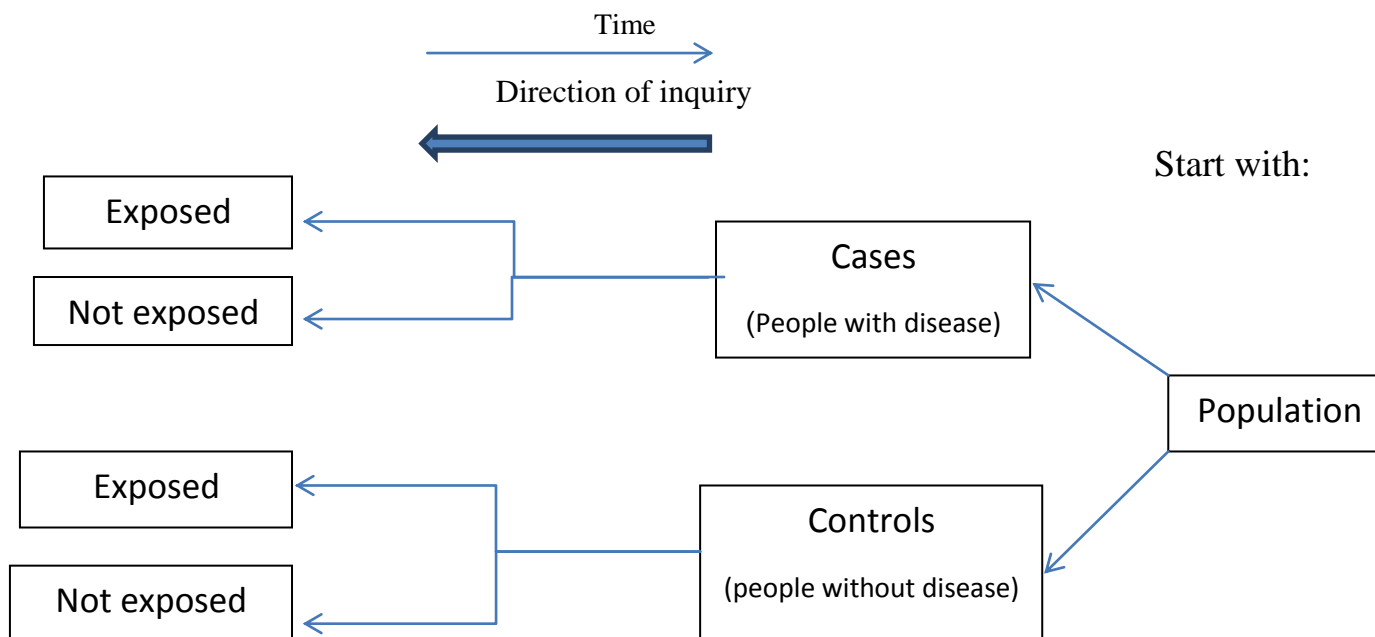 Time
Direction of inquiry
Start with:
Exposed
Cases
Not exposed
(People with disease)
Population
Exposed
Controls
Not exposed
(people without disease)